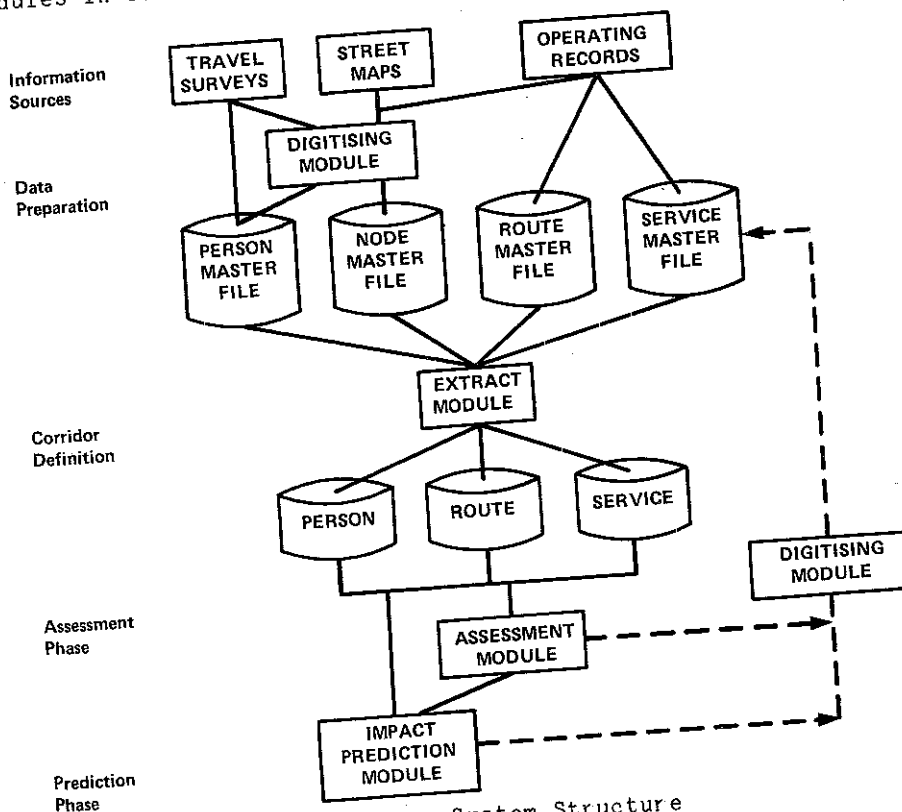 TRAVEL
SURVEYS
STREET
MAPS
OPERATING
RECORDS
Information
Sources
DIGITISING
MODULE
Data
Preparation
PERSON
MASTER
FILE
NODE
MASTER
FILE
ROUTE
MASTER
FILE
SERVICE
MASTER
FILE
EXTRACT
MODULE
Corridor
Definition
PERSON
ROUTE
SERVICE
DIGITISING
MODULE
Assessment
Phase
ASSESSMENT
MODULE
IMPACT
PREDICTION
MODULE
Prediction
Phase
System Structure